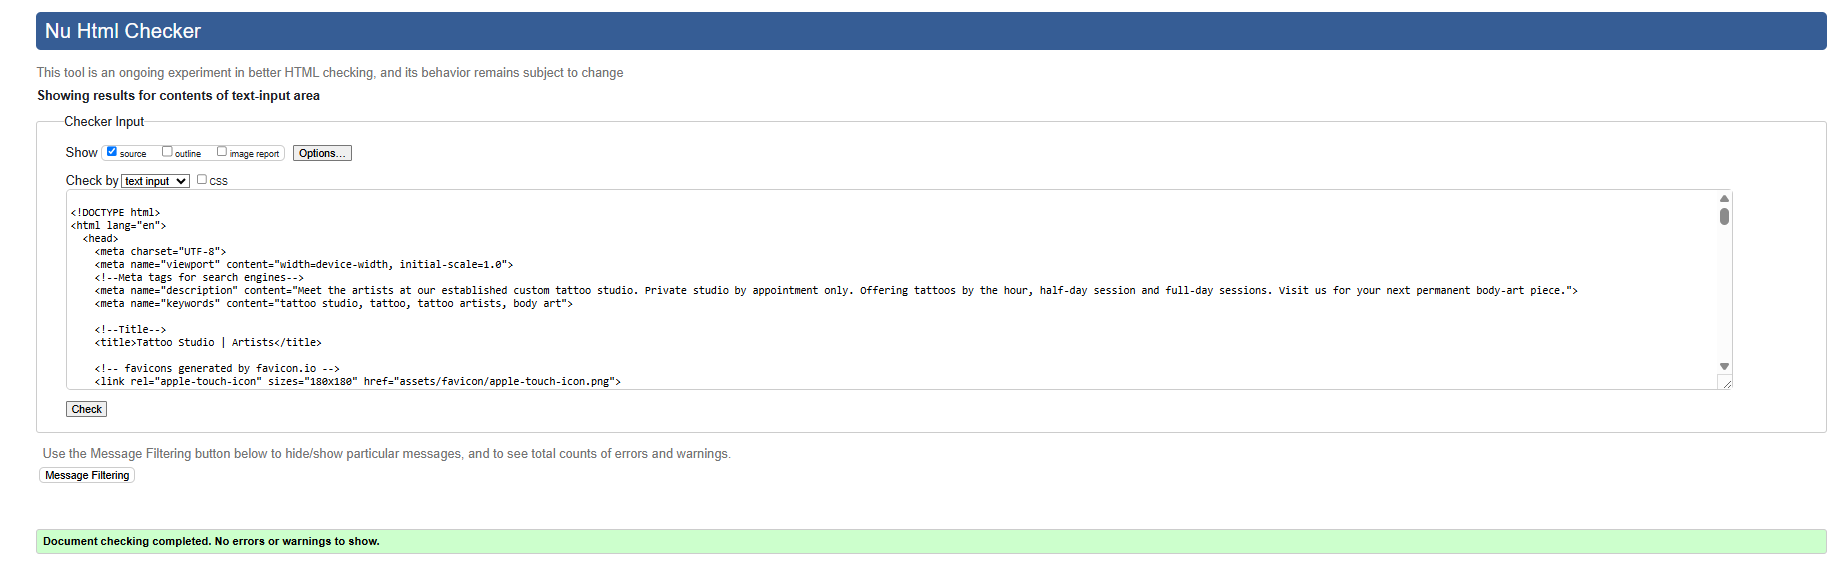 Nu Html Checker
This tool is an ongoing experiment in better HTML checking, and its behavior remains subject to change
Showing results for contents of text-input area
Checker Input
Show source outline image report Options...
Check by text input CSS
<!DOCTYPE html>
<html lang="en">
  <head>
    <meta charset="UTF-8">
    <meta name="viewport" content="width=device-width, initial-scale=1.0">
    <!--Meta tags for search engines-->
    <meta name="description" content="Meet the artists at our established custom tattoo studio. Private studio by appointment only. Offering tattoos by the hour, half-day session and full-day sessions. Visit us for your next permanent body-art piece.">
    <meta name="keywords" content="tattoo studio, tattoo, tattoo artists, body art">
    <!--Title-->
    <title>Tattoo Studio | Artists</title>
    <!-- favicons generated by favicon.io -->
    <link rel="apple-touch-icon" sizes="180x180" href="assets/favicon/apple-touch-icon.png">
Check
Use the Message Filtering button below to hide/show particular messages, and to see total counts of errors and warnings.
Message Filtering
Document checking completed. No errors or warnings to show.